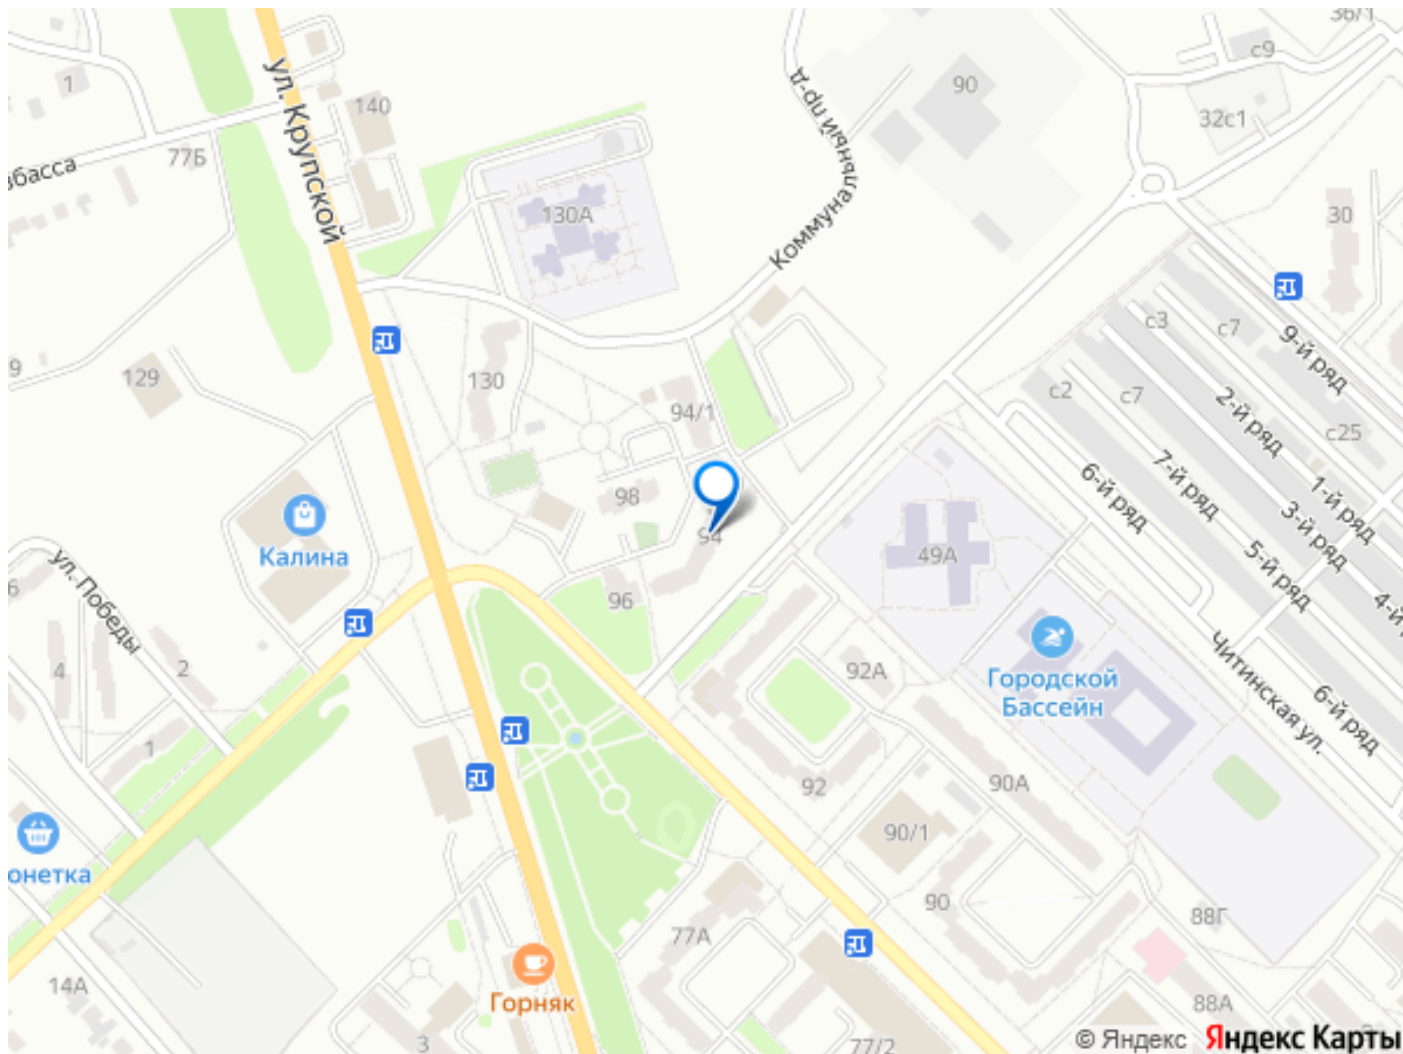 36/1
с9
1
ул. Крупской
140
Коммунальный пр-д
90
32с1
77Б
збасса
130А
30
с3
с7
9-й ряд
9
129
130
94/1
с2
с7
2-й ряд
с25
6-й ряд
7-й ряд
1-й ряд
3-й ряд
98
Калина
94
49А
5-й ряд
4-й
ул. Победы
6
96
Городской
Бассейн
Читинская ул.
6-й ряд
4
2
92А
1
92
90А
90/1
онетка
90
88Г
77А
14А
Горняк
88А
3
77/2
© Яндекс Яндекс Карты